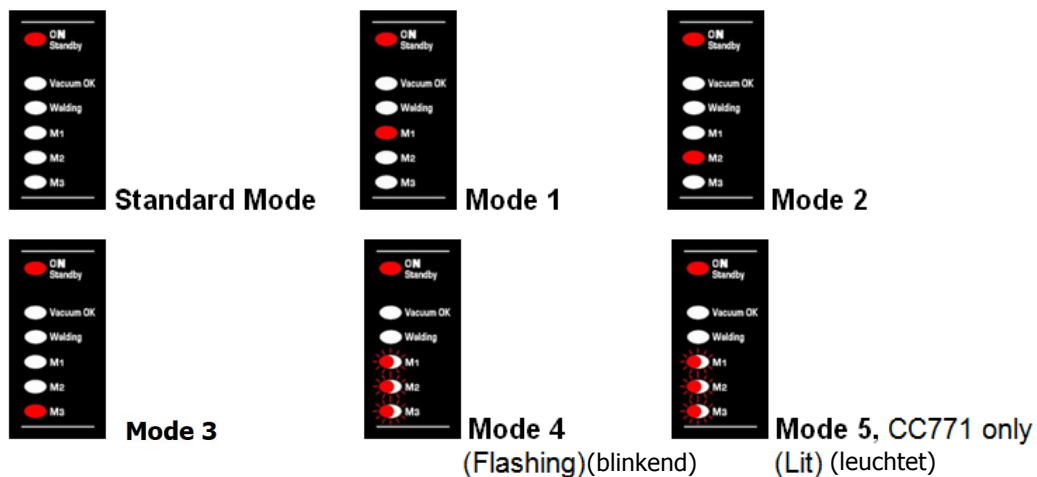 ON
Standby
Vacuum OK
Welding
M1
M2
M3
Standard Mode
ON
Standby
Vacuum OK
Welding
M1
M2
M3
Mode 1
ON
Standby
Vacuum OK
Welding
M1
M2
M3
Mode 2
ON
Standby
Vacuum OK
Welding
M1
M2
M3
Mode 3
ON
Standby
Vacuum OK
Welding
M1
M2
M3
Mode 4
(Flashing)(blinkend)
ON
Standby
Vacuum OK
Welding
M1
M2
M3
Mode 5, CC771 only
(Lit) (leuchtet)